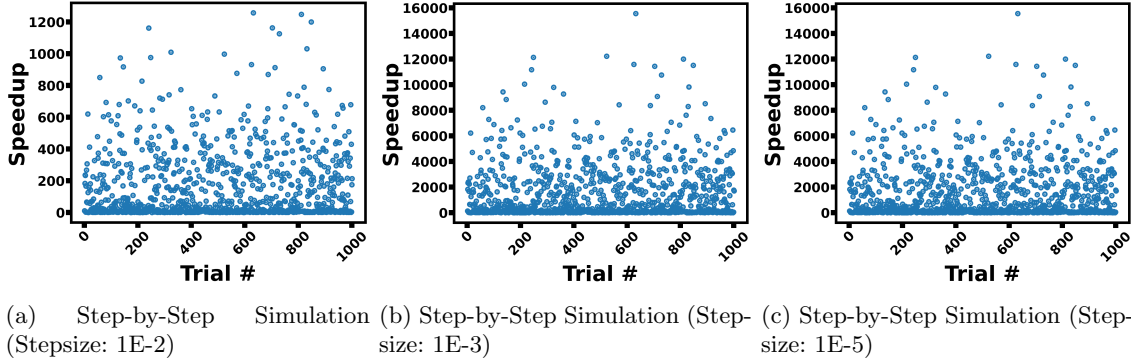 1200
1000
800
600
400
200
0
Speedup
0 200 400 600 800 1000
Trial #
16000
14000
12000
10000
8000
6000
4000
2000
0
Speedup
0 200 400 600 800 1000
Trial #
16000
14000
12000
10000
8000
6000
4000
2000
0
Speedup
0 200 400 600 800 1000
Trial #
(a) Step-by-Step Simulation
(Stepsize: 1E-2)
(b) Step-by-Step Simulation (Step-
size: 1E-3)
(c) Step-by-Step Simulation (Step-
size: 1E-5)